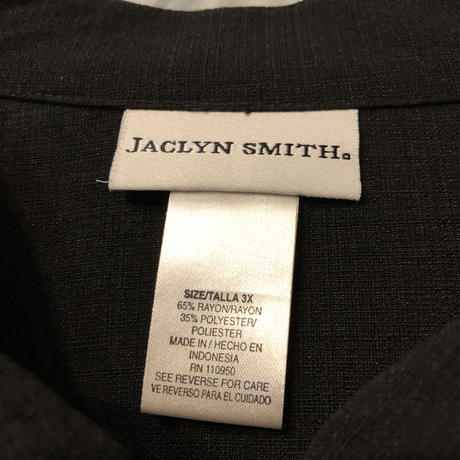 JACLYN SMITH®
SIZE/TALLA 3X
65% RAYON/RAYON
35% POLYESTER/
POLIESTER
MADE IN / HECHO EN
INDONESIA
RN 110950
SEE REVERSE FOR CARE
VE REVERSO PARA EL CUIDADO